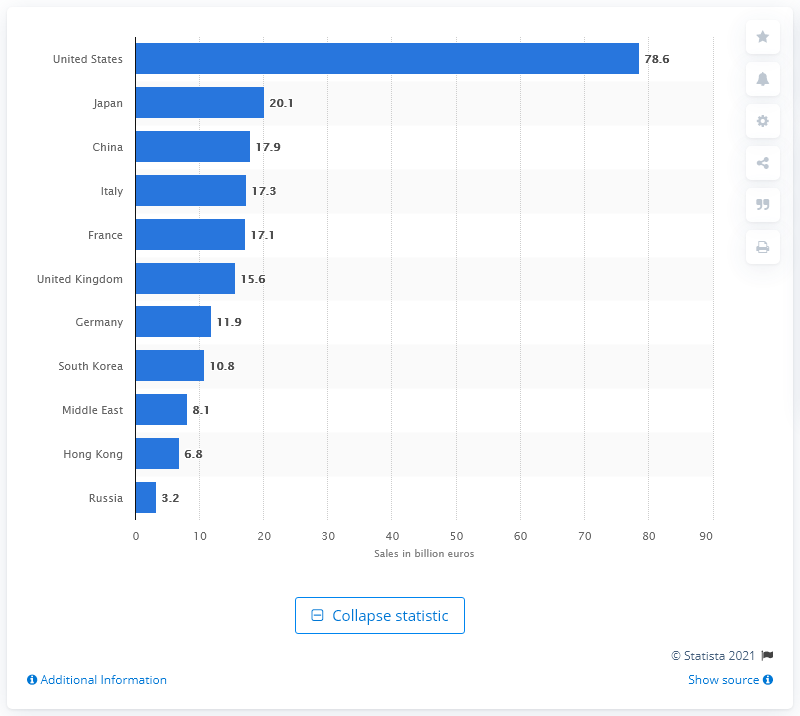 United States 78.6
Japan 20.1
China 17.9
Italy 17.3
France 17.1
United Kingdom 15.6
Germany 11.9
South Korea 10.8
Middle East 8.1
Hong Kong 6.8
Russia 3.2
0 10 20 30 40 50 60 70 80 90
Sales in billion euros
Collapse statistic
© Statista 2021
Additional Information Show source